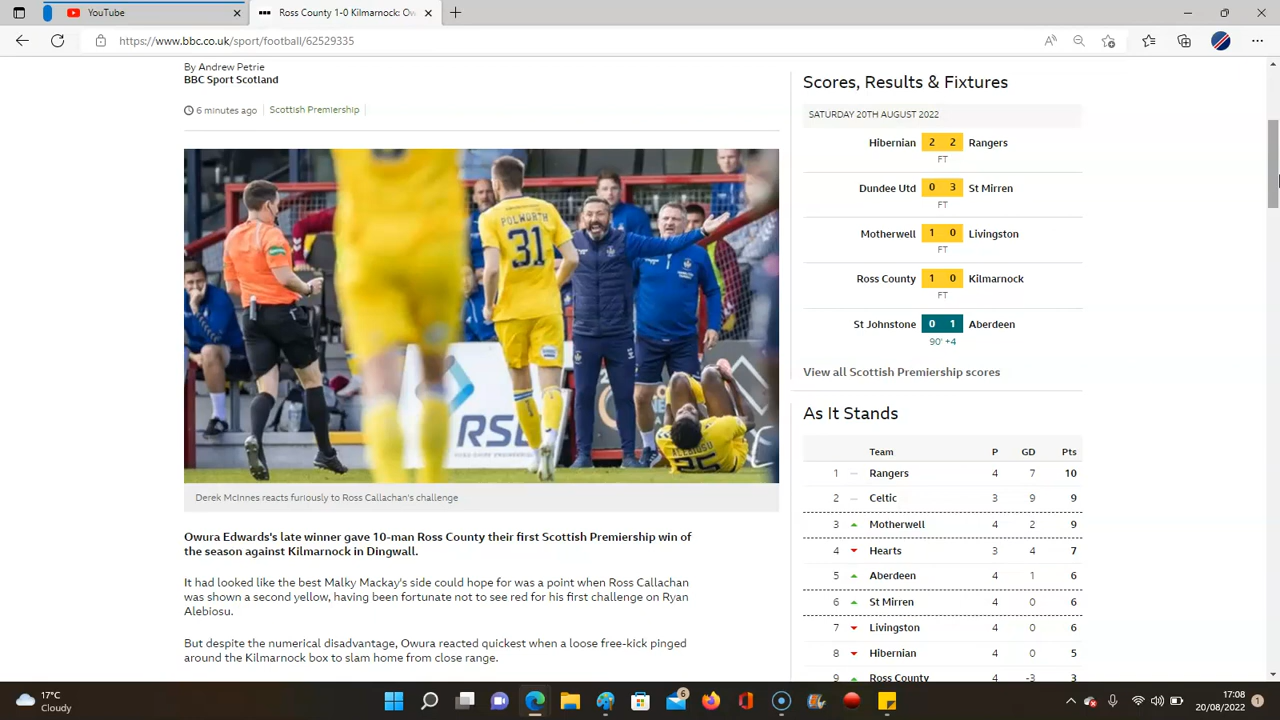 YouTube
Ross County 1-0 Kilmarnock: Ow
https://www.bbc.co.uk/sport/football/62529335
By Andrew Petrie
BBC Sport Scotland
6 minutes ago
Scottish Premiership
POLWORTH
31
ALEBIOSU
RSE
Derek McInnes reacts furiously to Ross Callachan's challenge
Owura Edwards's late winner gave 10-man Ross County their first Scottish Premiership win of
the season against Kilmarnock in Dingwall.
It had looked like the best Malky Mackay's side could hope for was a point when Ross Callachan
was shown a second yellow, having been fortunate not to see red for his first challenge on Ryan
Alebiosu.
But despite the numerical disadvantage, Owura reacted quickest when a loose free-kick pinged
around the Kilmarnock box to slam home from close range.
Scores, Results & Fixtures
SATURDAY 20TH AUGUST 2022
Hibernian 2 2 Rangers
FT
Dundee Utd 0 3 St Mirren
FT
Motherwell 1 0 Livingston
FT
Ross County 1 0 Kilmarnock
FT
St Johnstone 0 1 Aberdeen
90' +4
View all Scottish Premiership scores
As It Stands
Team P GD Pts
1 Rangers 4 7 10
2 Celtic 3 9 9
3 Motherwell 4 2 9
4 Hearts 3 4 7
5 Aberdeen 4 1 6
6 St Mirren 4 0 6
7 Livingston 4 0 6
8 Hibernian 4 0 5
9 Ross County 4 -3 3
17°C
Cloudy
6
17:08
20/08/2022